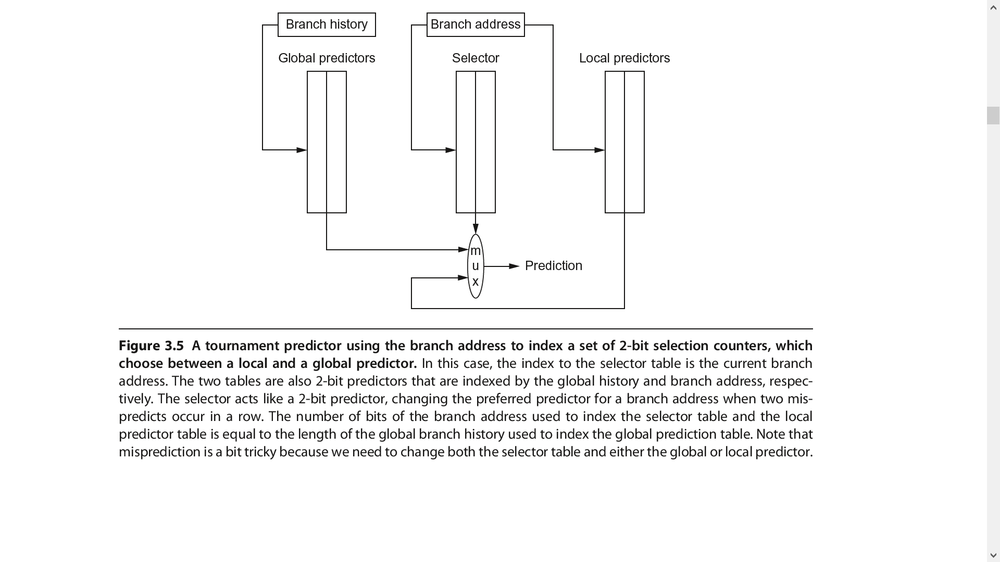 Branch history
Branch address
Global predictors
Selector
Local predictors
m
u
x
Prediction
Figure 3.5 A tournament predictor using the branch address to index a set of 2-bit selection counters, which
choose between a local and a global predictor. In this case, the index to the selector table is the current branch
address. The two tables are also 2-bit predictors that are indexed by the global history and branch address, respec-
tively. The selector acts like a 2-bit predictor, changing the preferred predictor for a branch address when two mis-
predicts occur in a row. The number of bits of the branch address used to index the selector table and the local
predictor table is equal to the length of the global branch history used to index the global prediction table. Note that
misprediction is a bit tricky because we need to change both the selector table and either the global or local predictor.